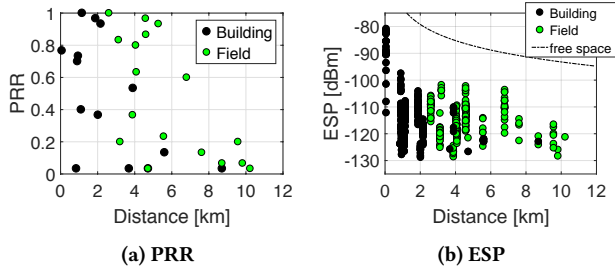 PRR
1
0.8
0.6
0.4
0.2
0
0 2 4 6 8 10 12
Distance [km]
Building
Field
(a) PRR
ESP [dBm]
-75
-90
-100
-110
-120
-135
0 2 4 6 8 10 12
Distance [km]
Building
Field
free space
(b) ESP